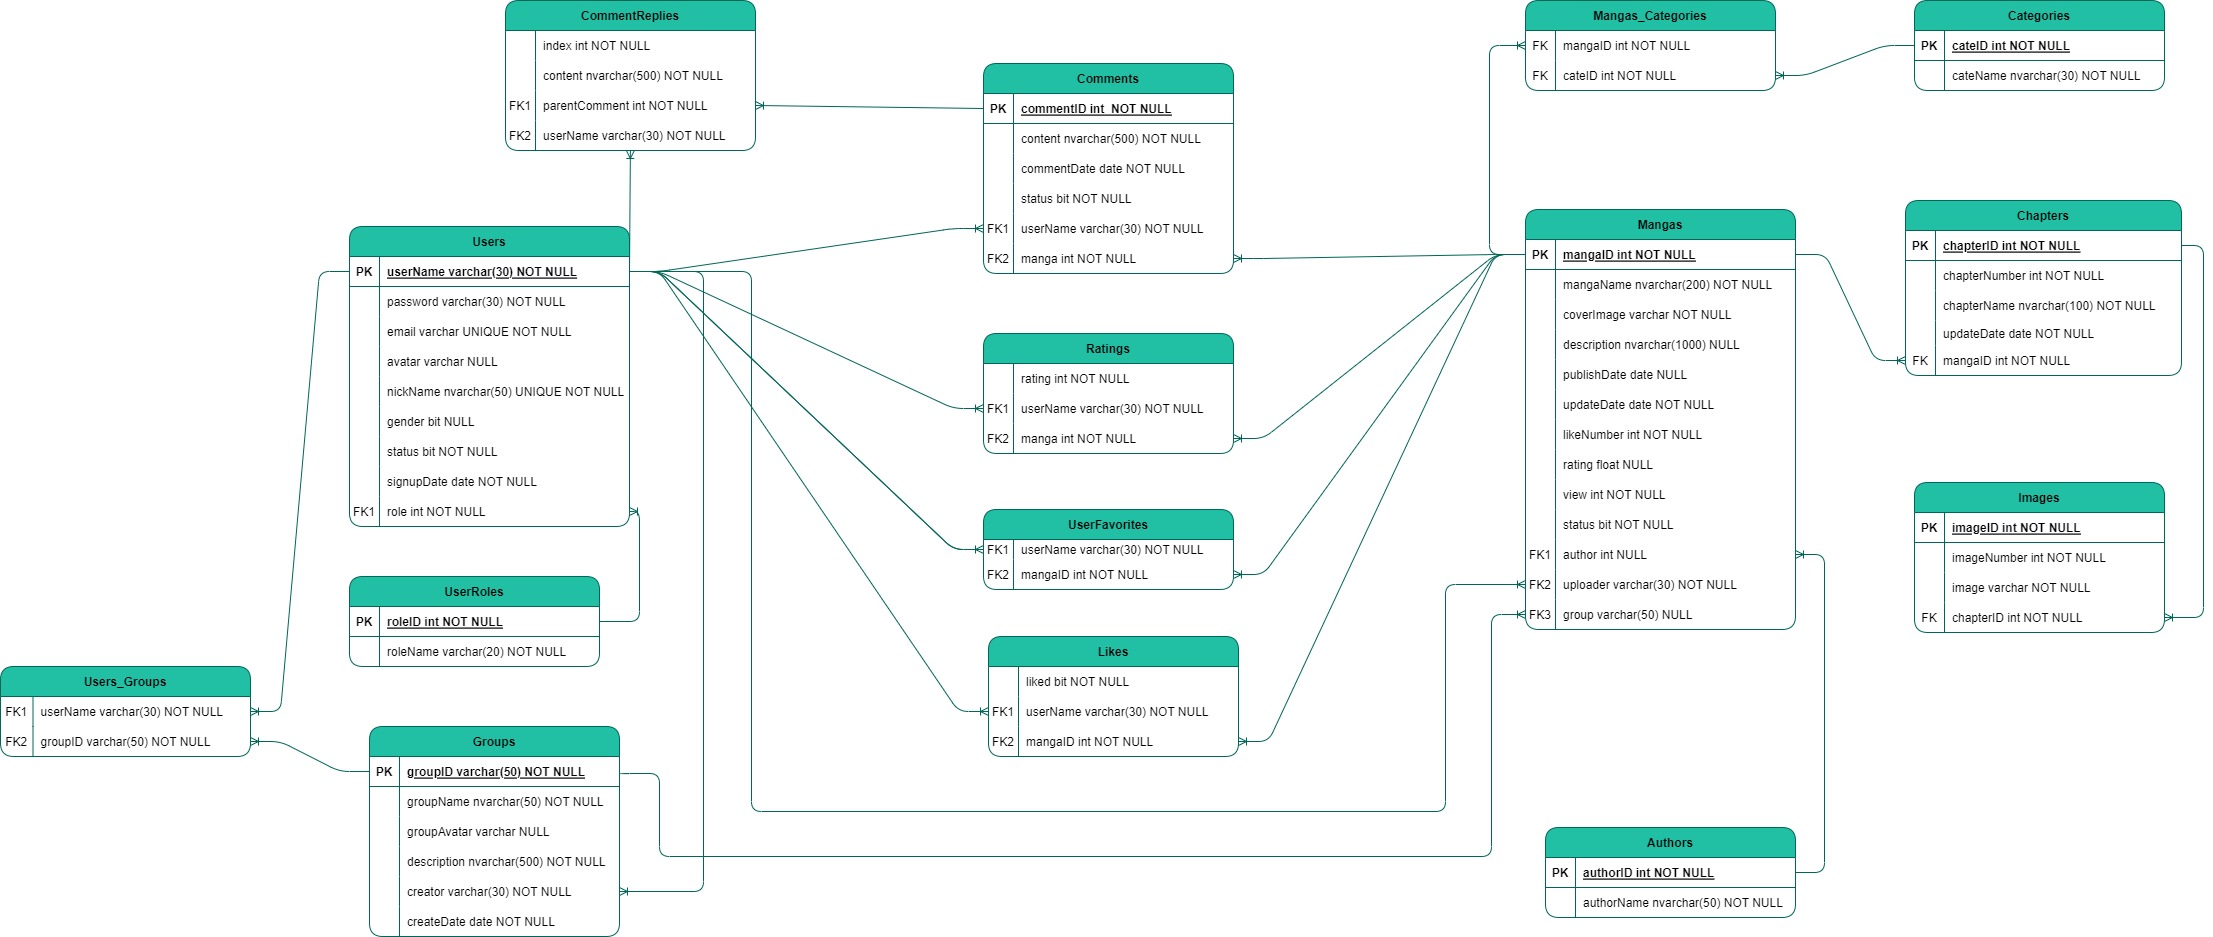 CommentReplies
index int NOT NULL
content nvarchar(500) NOT NULL
FK1 parentComment int NOT NULL
FK2 userName varchar(30) NOT NULL
Comments
PK commentID int NOT NULL
content nvarchar(500) NOT NULL
commentDate date NOT NULL
status bit NOT NULL
FK1 userName varchar(30) NOT NULL
FK2 manga int NOT NULL
Mangas_Categories
FK mangaID int NOT NULL
FK cateID int NOT NULL
Categories
PK cateID int NOT NULL
cateName nvarchar(30) NOT NULL
Users
PK userName varchar(30) NOT NULL
password varchar(30) NOT NULL
email varchar UNIQUE NOT NULL
avatar varchar NULL
nickName nvarchar(50) UNIQUE NOT NULL
gender bit NULL
status bit NOT NULL
signupDate date NOT NULL
FK1 role int NOT NULL
Ratings
rating int NOT NULL
FK1 userName varchar(30) NOT NULL
FK2 manga int NOT NULL
Mangas
PK mangaID int NOT NULL
mangaName nvarchar(200) NOT NULL
coverImage varchar NOT NULL
description nvarchar(1000) NULL
publishDate date NULL
updateDate date NOT NULL
likeNumber int NOT NULL
rating float NULL
view int NOT NULL
status bit NOT NULL
FK1 author int NULL
FK2 uploader varchar(30) NOT NULL
FK3 group varchar(50) NULL
Chapters
PK chapterID int NOT NULL
chapterNumber int NOT NULL
chapterName nvarchar(100) NOT NULL
updateDate date NOT NULL
FK mangaID int NOT NULL
UserFavorites
FK1 userName varchar(30) NOT NULL
FK2 mangaID int NOT NULL
Images
PK imageID int NOT NULL
imageNumber int NOT NULL
image varchar NOT NULL
FK chapterID int NOT NULL
UserRoles
PK roleID int NOT NULL
roleName varchar(20) NOT NULL
Likes
liked bit NOT NULL
FK1 userName varchar(30) NOT NULL
FK2 mangaID int NOT NULL
Users_Groups
FK1 userName varchar(30) NOT NULL
FK2 groupID varchar(50) NOT NULL
Groups
PK groupID varchar(50) NOT NULL
groupName nvarchar(50) NOT NULL
groupAvatar varchar NULL
description nvarchar(500) NOT NULL
creator varchar(30) NOT NULL
createDate date NOT NULL
Authors
PK authorID int NOT NULL
authorName nvarchar(50) NOT NULL